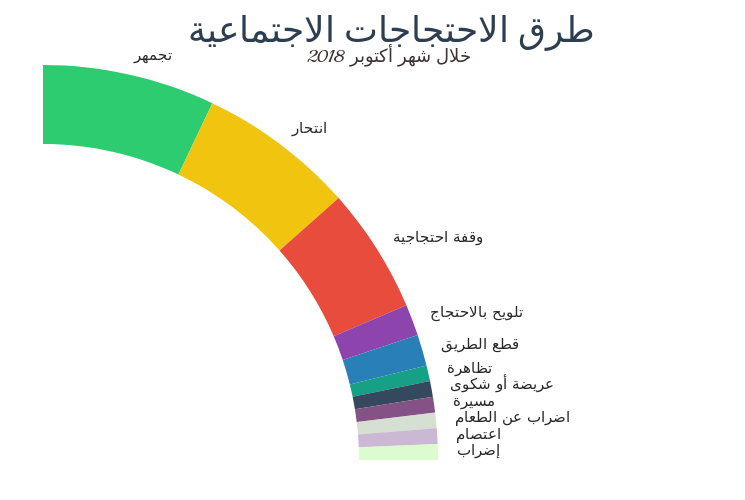 طرق الاحتجاجات الاجتماعية
خلال شهر أكتوبر 2018
تجمهر
انتحار
وقفة احتجاجية
تلويح بالاحتجاج
قطع الطريق
تظاهرة
عريضة أو شكوى
مسيرة
اضراب عن الطعام
اعتصام
إضراب